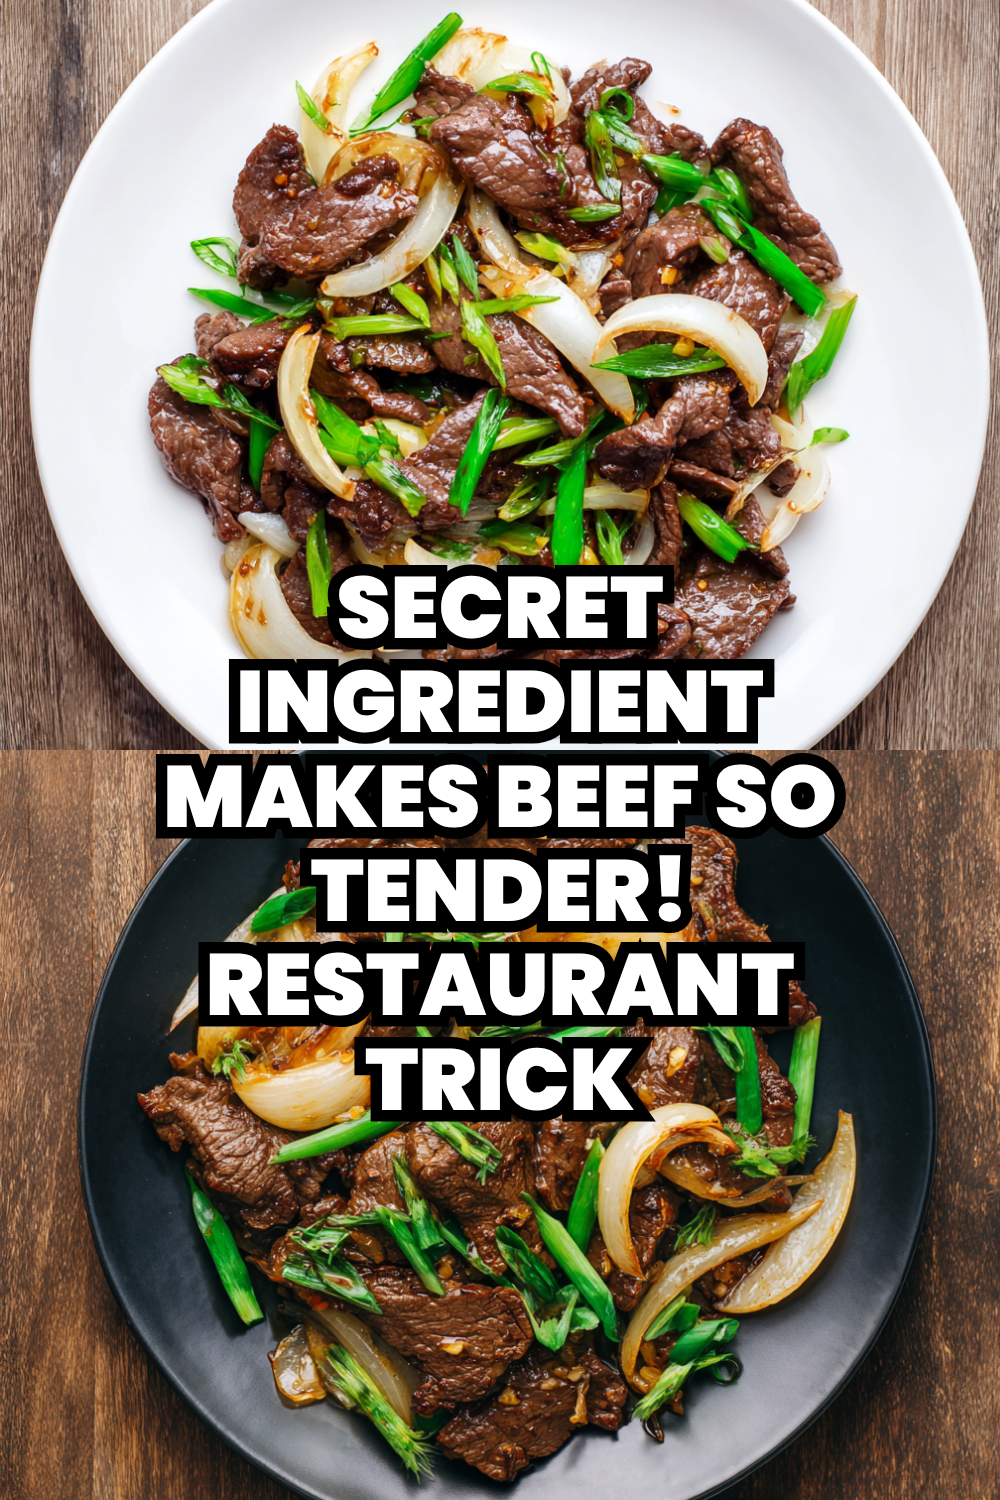 SECRET
INGREDIENT
MAKES BEEF SO
TENDER!
RESTAURANT
TRICK